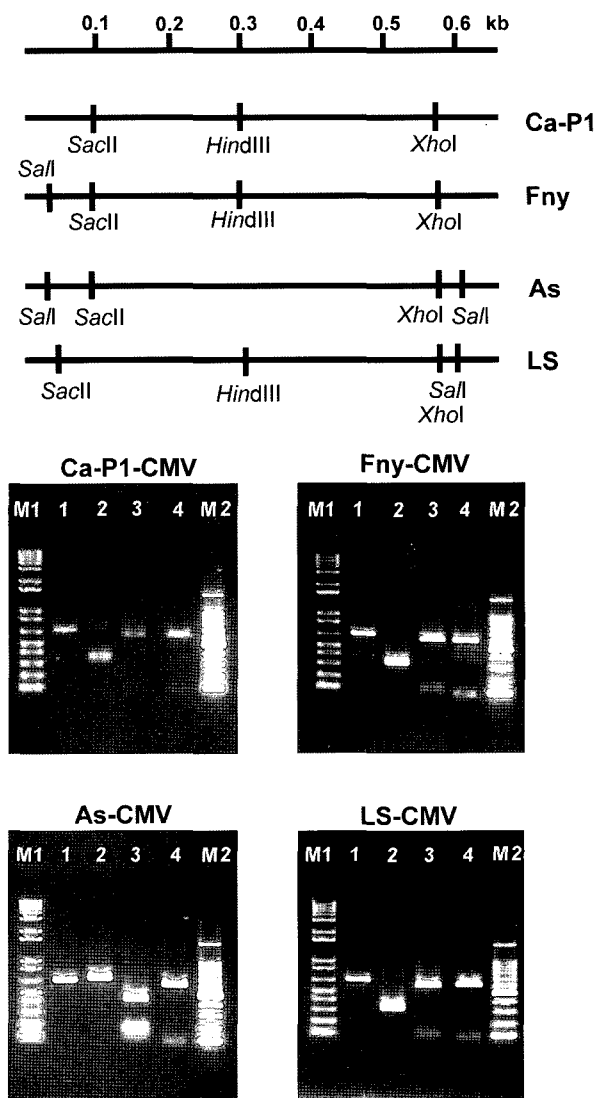 0.1 0.2 0.3 0.4 0.5 0.6 kb
Ca-P1
SacII HindIII XhoI
SalI
Fny
SacII HindIII XhoI
As
SalI SacII XhoI SalI
LS
SacII HindIII SalI
XhoI
Ca-P1-CMV Fny-CMV
M1 1 2 3 4 M2 M1 1 2 3 4 M2
As-CMV LS-CMV
M1 1 2 3 4 M2 M1 1 2 3 4 M2